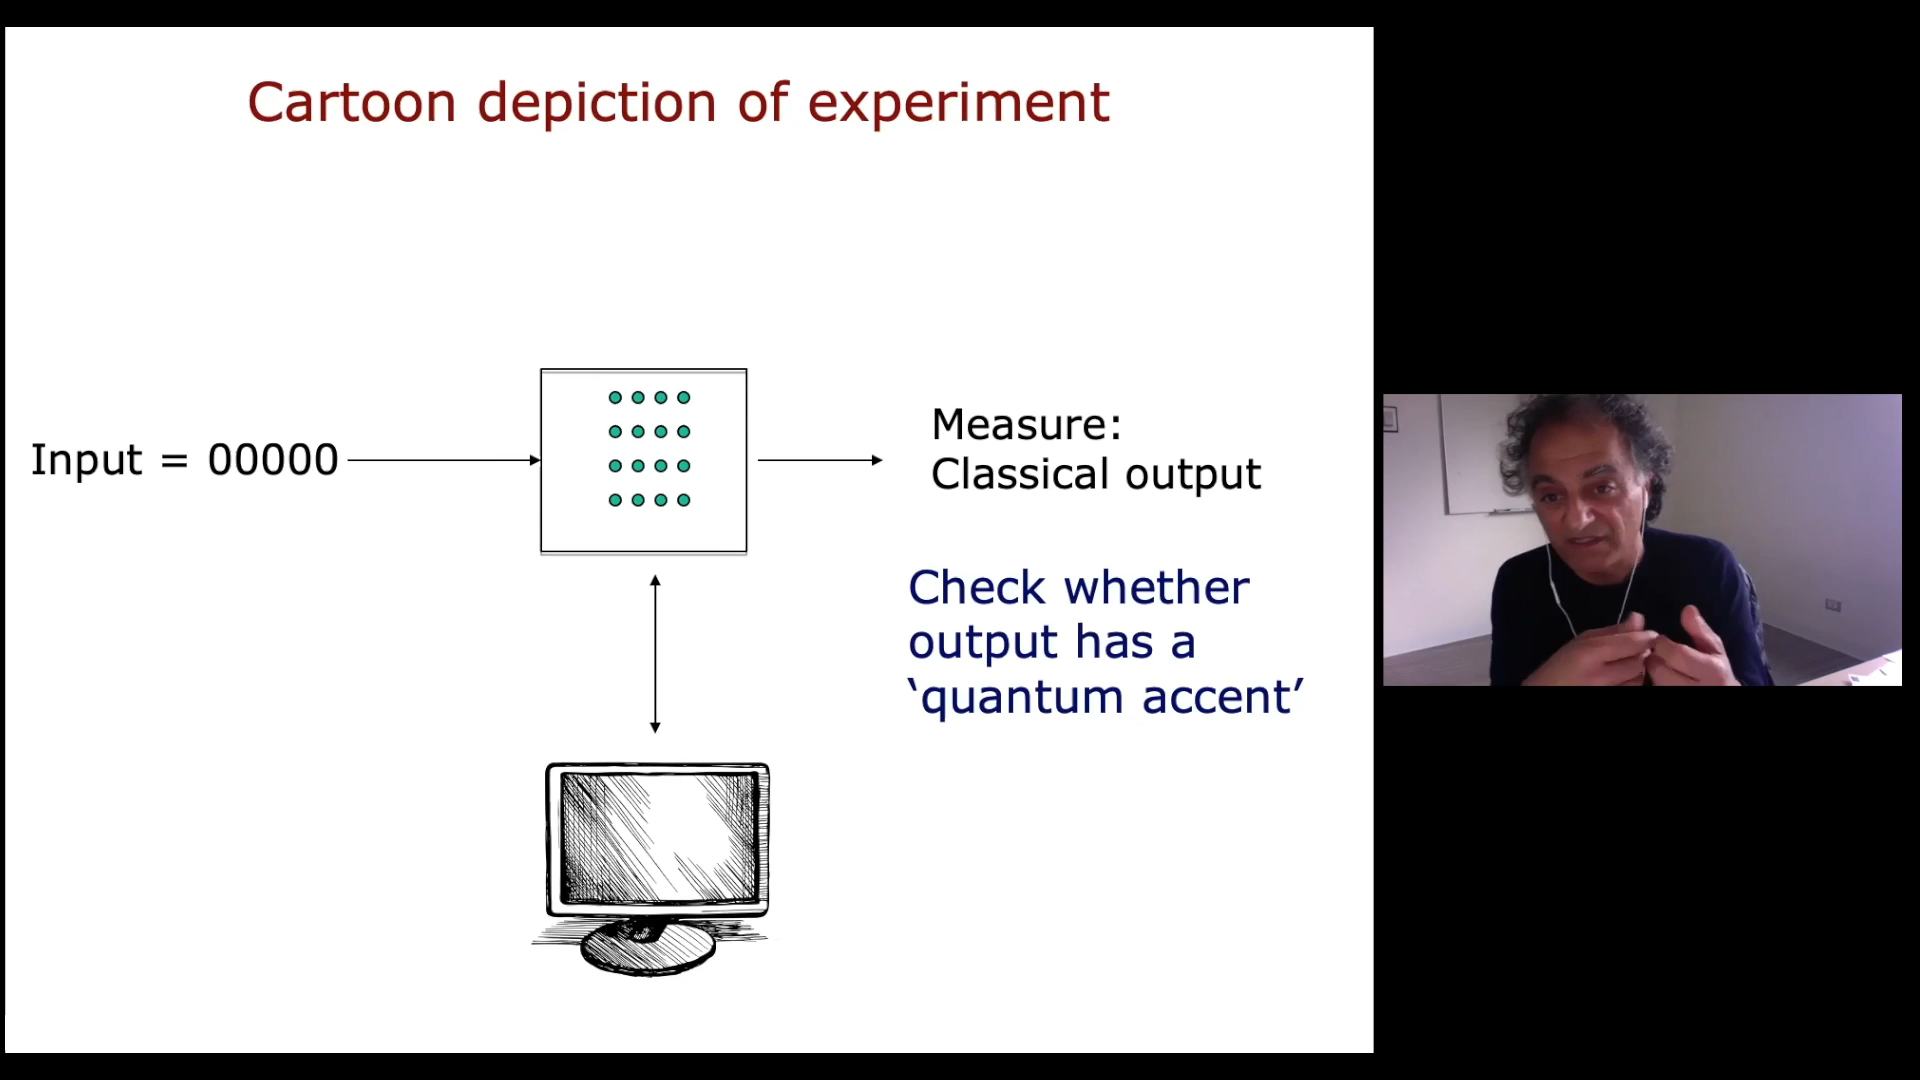 Cartoon depiction of experiment
Input = 00000
Measure:
Classical output
Check whether
output has a
‘quantum accent’